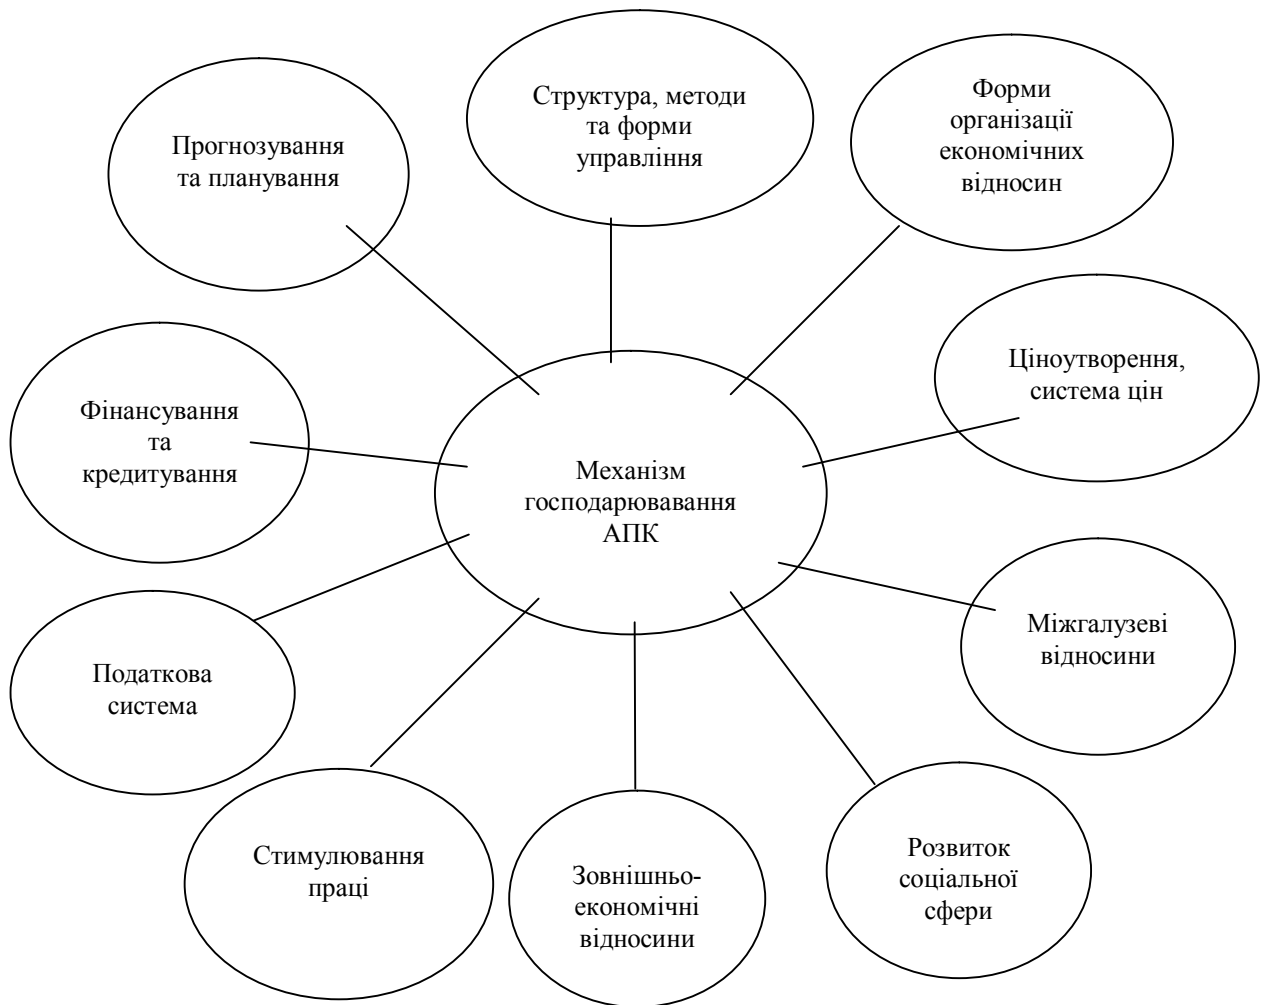 Структура, методи
та форми
управління
Форми
організації
економічних
відносин
Прогнозування
та планування
Ціноутворення,
система цін
Фінансування
та
кредитування
Механізм
господарювавання
АПК
Міжгалузеві
відносини
Податкова
система
Стимулювання
праці
Зовнішньо-
економічні
відносини
Розвиток
соціальної
сфери